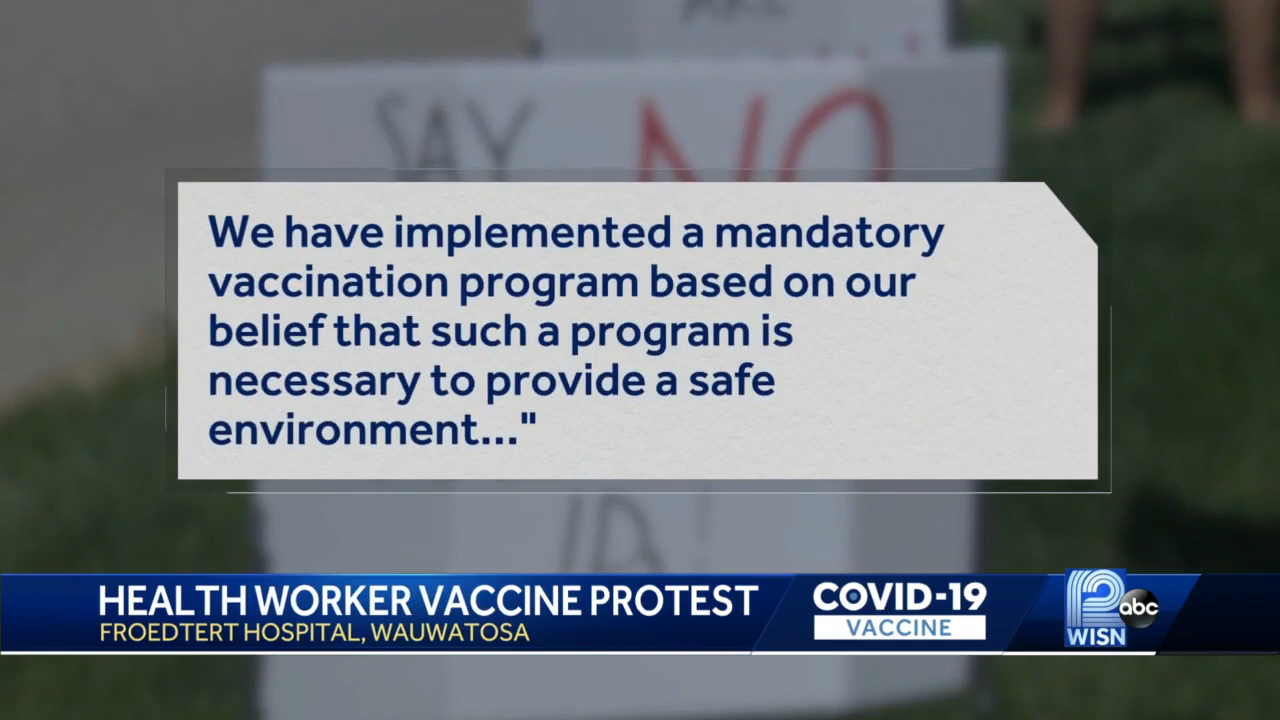 SAY NO
We have implemented a mandatory
vaccination program based on our
belief that such a program is
necessary to provide a safe
environment..."
HEALTH WORKER VACCINE PROTEST
FROEDTERT HOSPITAL, WAUWATOSA
COVID-19
VACCINE
12
abc
WISN